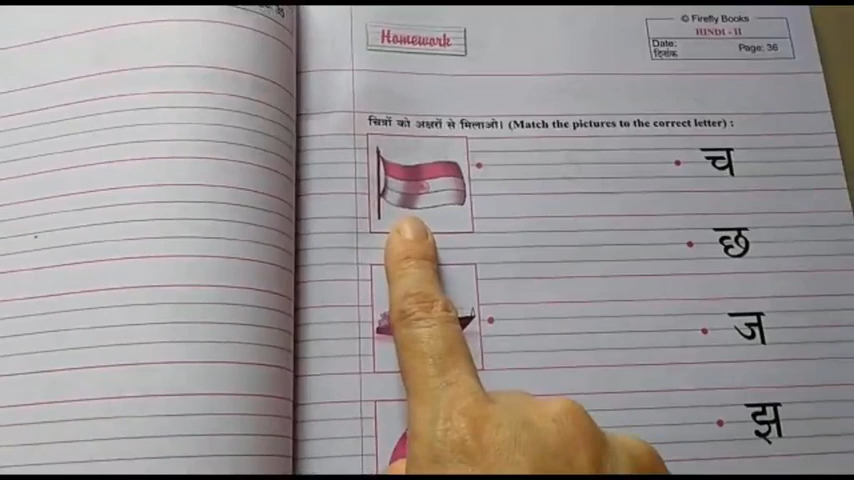 Homework
© Firefly Books
HINDI - II
Date:
दिनांक
Page: 36
चित्रों को अक्षरों से मिलाओ। (Match the pictures to the correct letter) :
च
छ
ज
झ